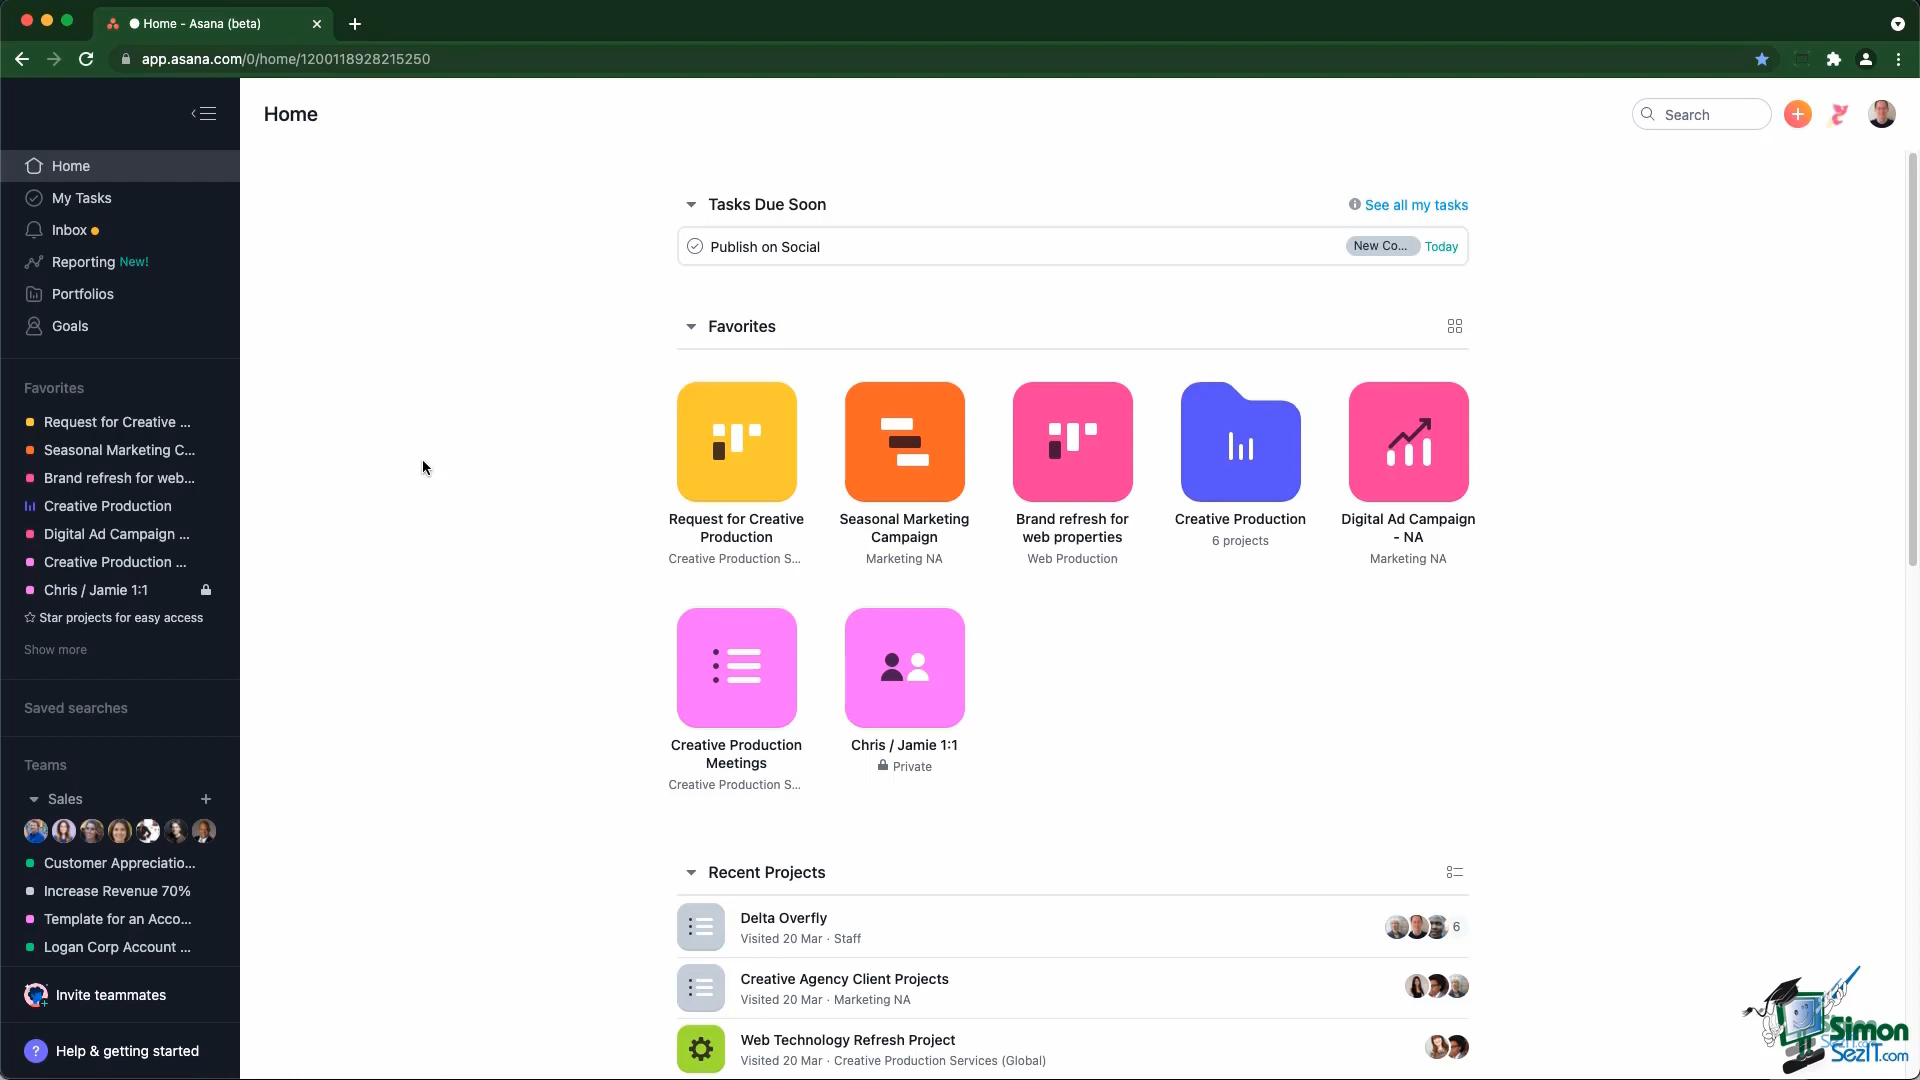 Home - Asana (beta)
app.asana.com/0/home/1200118928215250
Home
Search
Home
My Tasks
Inbox
Reporting New!
Portfolios
Goals
Favorites
Request for Creative ...
Seasonal Marketing C...
Brand refresh for web...
Creative Production
Digital Ad Campaign ...
Creative Production ...
Chris / Jamie 1:1
Star projects for easy access
Show more
Saved searches
Teams
Sales
Customer Appreciatio...
Increase Revenue 70%
Template for an Acco...
Logan Corp Account ...
Invite teammates
? Help & getting started
Tasks Due Soon
See all my tasks
Publish on Social
New Co...
Today
Favorites
Request for Creative
Production
Creative Production S...
Seasonal Marketing
Campaign
Marketing NA
Brand refresh for
web properties
Web Production
Creative Production
6 projects
Digital Ad Campaign
- NA
Marketing NA
Creative Production
Meetings
Creative Production S...
Chris / Jamie 1:1
Private
Recent Projects
Delta Overfly
Visited 20 Mar · Staff
6
Creative Agency Client Projects
Visited 20 Mar · Marketing NA
Web Technology Refresh Project
Visited 20 Mar · Creative Production Services (Global)
Simon
SezIT.com